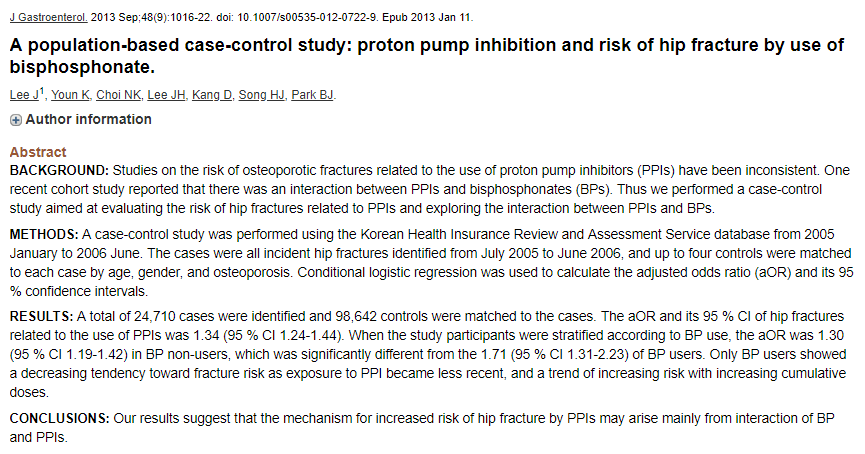 J Gastroenterol. 2013 Sep;48(9):1016-22. doi: 10.1007/s00535-012-0722-9. Epub 2013 Jan 11.
A population-based case-control study: proton pump inhibition and risk of hip fracture by use of
bisphosphonate.
Lee J1, Youn K, Choi NK, Lee JH, Kang D, Song HJ, Park BJ.
Author information
Abstract
BACKGROUND: Studies on the risk of osteoporotic fractures related to the use of proton pump inhibitors (PPIs) have been inconsistent. One
recent cohort study reported that there was an interaction between PPIs and bisphosphonates (BPs). Thus we performed a case-control
study aimed at evaluating the risk of hip fractures related to PPIs and exploring the interaction between PPIs and BPs.
METHODS: A case-control study was performed using the Korean Health Insurance Review and Assessment Service database from 2005
January to 2006 June. The cases were all incident hip fractures identified from July 2005 to June 2006, and up to four controls were matched
to each case by age, gender, and osteoporosis. Conditional logistic regression was used to calculate the adjusted odds ratio (aOR) and its 95
% confidence intervals.
RESULTS: A total of 24,710 cases were identified and 98,642 controls were matched to the cases. The aOR and its 95 % CI of hip fractures
related to the use of PPIs was 1.34 (95 % CI 1.24-1.44). When the study participants were stratified according to BP use, the aOR was 1.30
(95 % CI 1.19-1.42) in BP non-users, which was significantly different from the 1.71 (95 % CI 1.31-2.23) of BP users. Only BP users showed
a decreasing tendency toward fracture risk as exposure to PPI became less recent, and a trend of increasing risk with increasing cumulative
doses.
CONCLUSIONS: Our results suggest that the mechanism for increased risk of hip fracture by PPIs may arise mainly from interaction of BP
and PPIs.